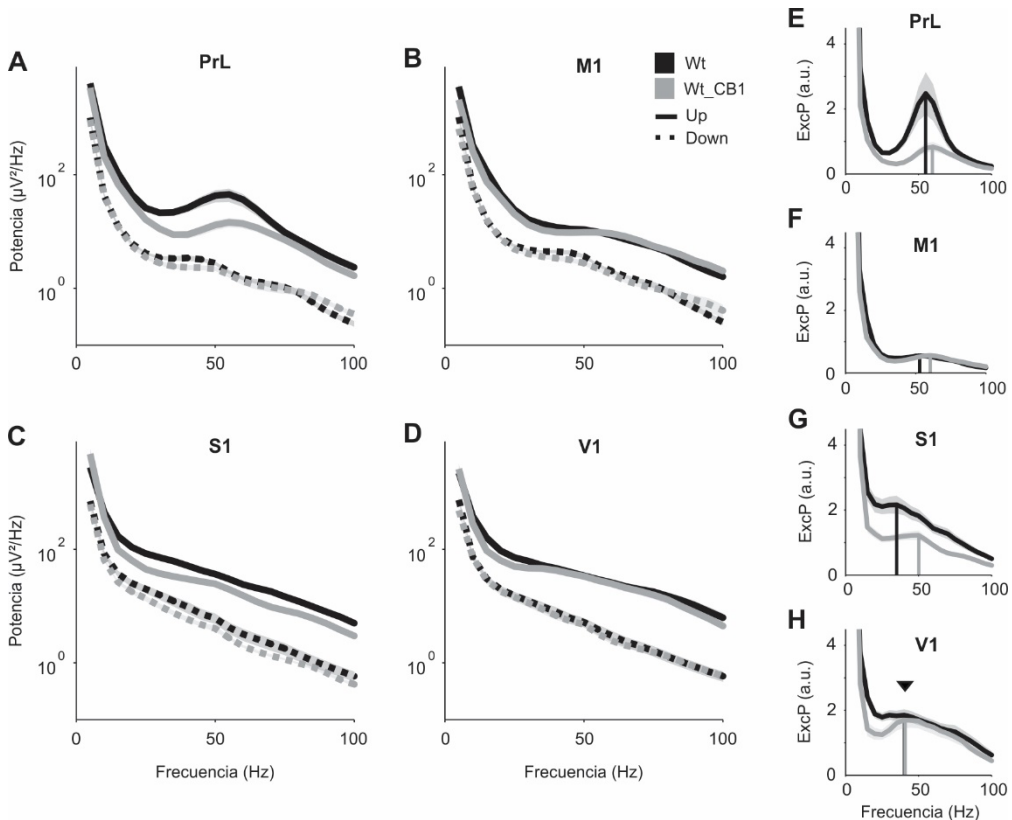 A
PrL
Potencia (µV²/Hz)
10²
10⁰
0
50
100
B
M1
Wt
Wt_CB1
Up
Down
10²
10⁰
0
50
100
C
S1
Potencia (µV²/Hz)
10²
10⁰
0
50
100
Frecuencia (Hz)
D
V1
10²
10⁰
0
50
100
Frecuencia (Hz)
E
PrL
ExcP (a.u.)
4
2
0
0
50
100
F
M1
ExcP (a.u.)
4
2
0
0
50
100
G
S1
ExcP (a.u.)
4
2
0
0
50
100
H
V1
ExcP (a.u.)
4
2
0
0
50
100
Frecuencia (Hz)